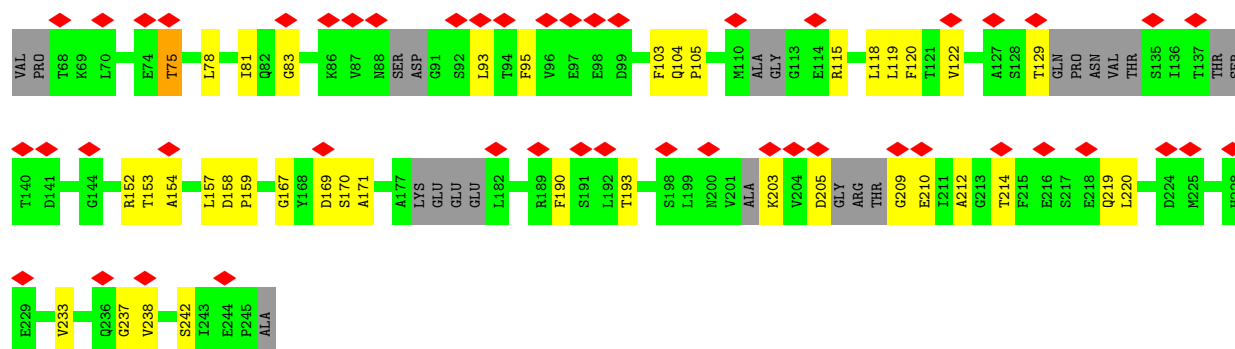 VAL PRO T68 K69 L70 E74 T75 L78 I81 Q82 G83 K86 V87 N88 SER ASP G91 S92 L93 T94 F95 V96 E97 E98 D99 F103 Q104 P105 M110 ALA GLY G113 E114 R115 L118 L119 F120 T121 V122 A127 S128 T129 GLN PRO ASN VAL THR S135 I136 T137 THR SER
T140 D141 G144 R152 T153 A154 L157 D158 P159 G167 Y168 D169 S170 A171 A177 LYS GLU GLU GLU L182 R189 F190 S191 L192 T193 S198 L199 N200 V201 ALA K203 V204 D205 GLY ARG THR G209 E210 I211 A212 G213 T214 F215 E216 S217 E218 Q219 L220 D224 M225
E229 V233 Q236 G237 V238 S242 I243 E244 P245 ALA